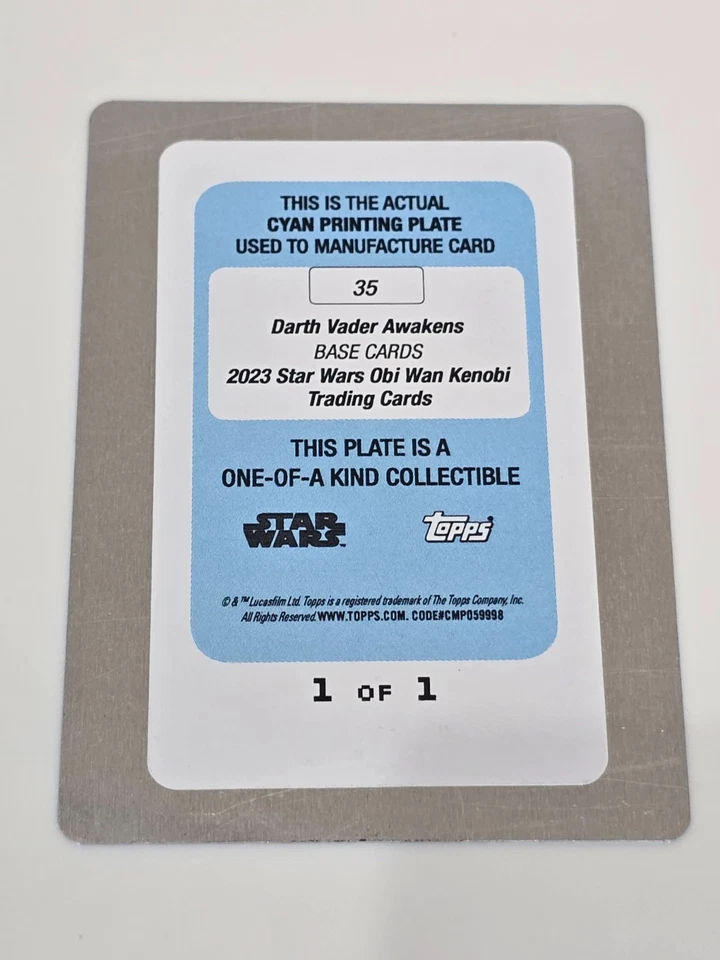 THIS IS THE ACTUAL
CYAN PRINTING PLATE
USED TO MANUFACTURE CARD
35
Darth Vader Awakens
BASE CARDS
2023 Star Wars Obi Wan Kenobi
Trading Cards
THIS PLATE IS A
ONE-OF-A KIND COLLECTIBLE
STAR WARS™ topps®
© & ™ Lucasfilm Ltd. Topps is a registered trademark of The Topps Company, Inc.
All Rights Reserved. WWW.TOPPS.COM. CODE#CMP059998
1 OF 1